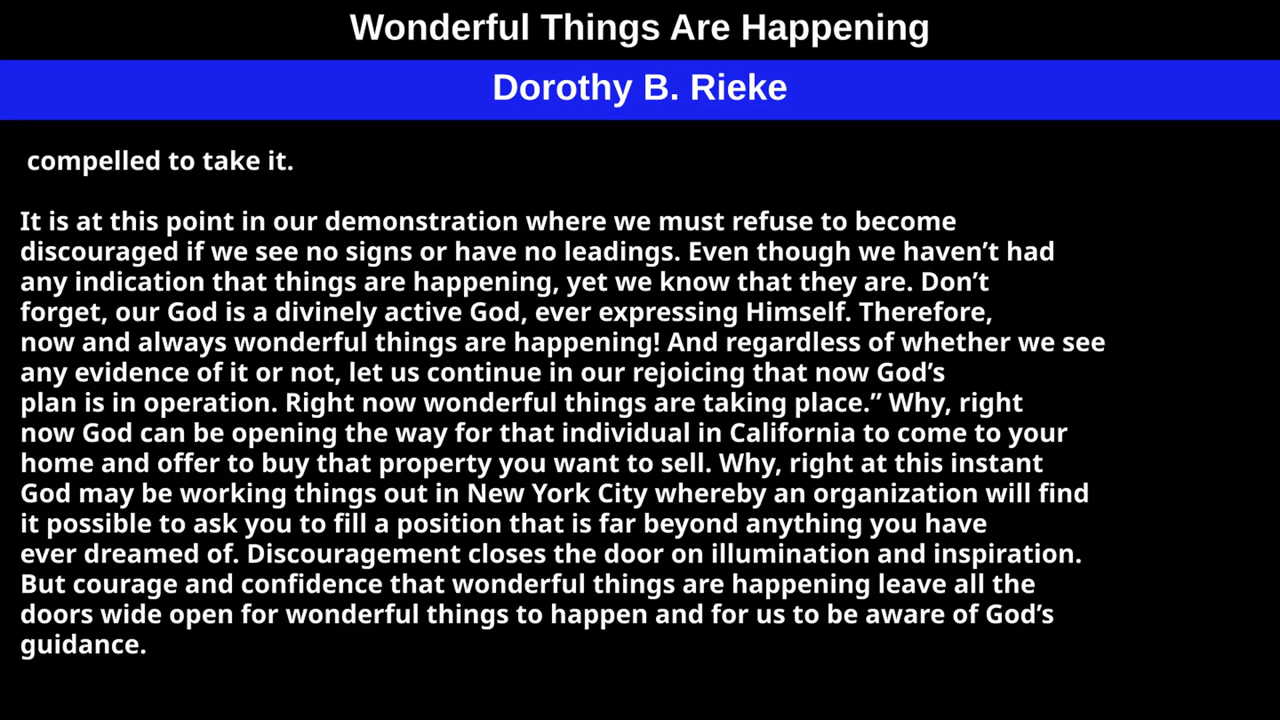 Wonderful Things Are Happening
Dorothy B. Rieke
compelled to take it.
It is at this point in our demonstration where we must refuse to become
discouraged if we see no signs or have no leadings. Even though we haven’t had
any indication that things are happening, yet we know that they are. Don’t
forget, our God is a divinely active God, ever expressing Himself. Therefore,
now and always wonderful things are happening! And regardless of whether we see
any evidence of it or not, let us continue in our rejoicing that now God’s
plan is in operation. Right now wonderful things are taking place.” Why, right
now God can be opening the way for that individual in California to come to your
home and offer to buy that property you want to sell. Why, right at this instant
God may be working things out in New York City whereby an organization will find
it possible to ask you to fill a position that is far beyond anything you have
ever dreamed of. Discouragement closes the door on illumination and inspiration.
But courage and confidence that wonderful things are happening leave all the
doors wide open for wonderful things to happen and for us to be aware of God’s
guidance.